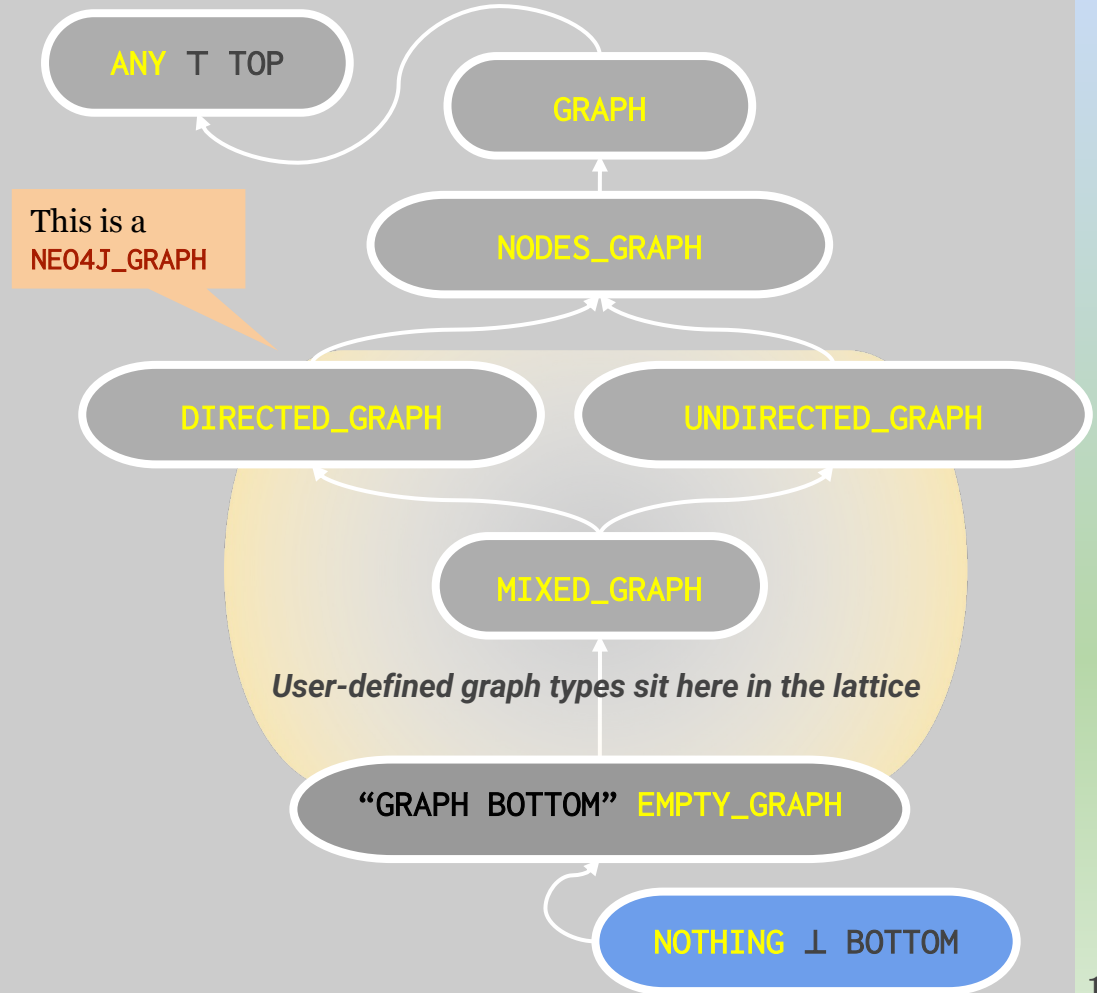 ANY ⊤ TOP
GRAPH
NODES_GRAPH
This is a
NEO4J_GRAPH
DIRECTED_GRAPH
UNDIRECTED_GRAPH
MIXED_GRAPH
User-defined graph types sit here in the lattice
“GRAPH BOTTOM” EMPTY_GRAPH
NOTHING ⊥ BOTTOM